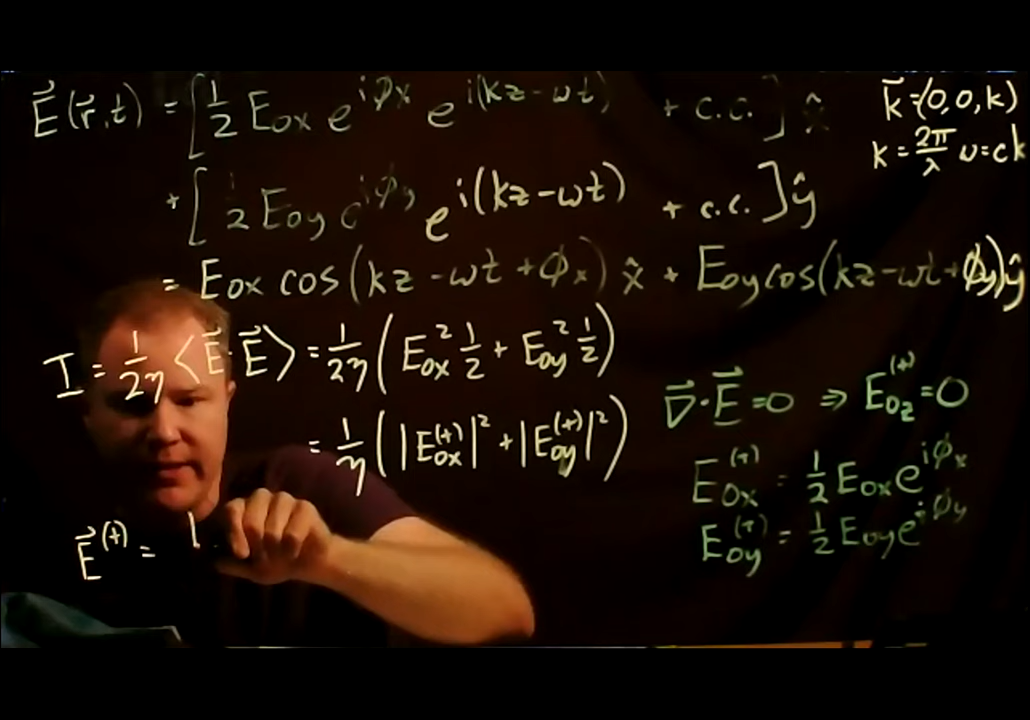 E⃗(r⃗,t) = [1/2 E₀ₓ e^{iϕₓ} e^{i(kz-ωt)} + c.c.] x̂
+ [1/2 E₀y e^{iϕy} e^{i(kz-ωt)} + c.c.] ŷ
= E₀ₓ cos(kz-ωt+ϕₓ) x̂ + E₀y cos(kz-ωt+ϕy) ŷ
I = 1/2η ⟨E⃗·E⃗⟩ = 1/2η (E₀ₓ² 1/2 + E₀y² 1/2)
= 1/η (|E₀ₓ^{(+)}|² + |E₀y^{(+)}|²)
E⃗^{(+)} =
k⃗=(0,0,k)
k = 2π/λ ω=ck
∇⃗·E⃗=0 ⇒ E₀z^{(+)}=0
E₀ₓ^{(+)} = 1/2 E₀ₓ e^{iϕₓ}
E₀y^{(+)} = 1/2 E₀y e^{iϕy}